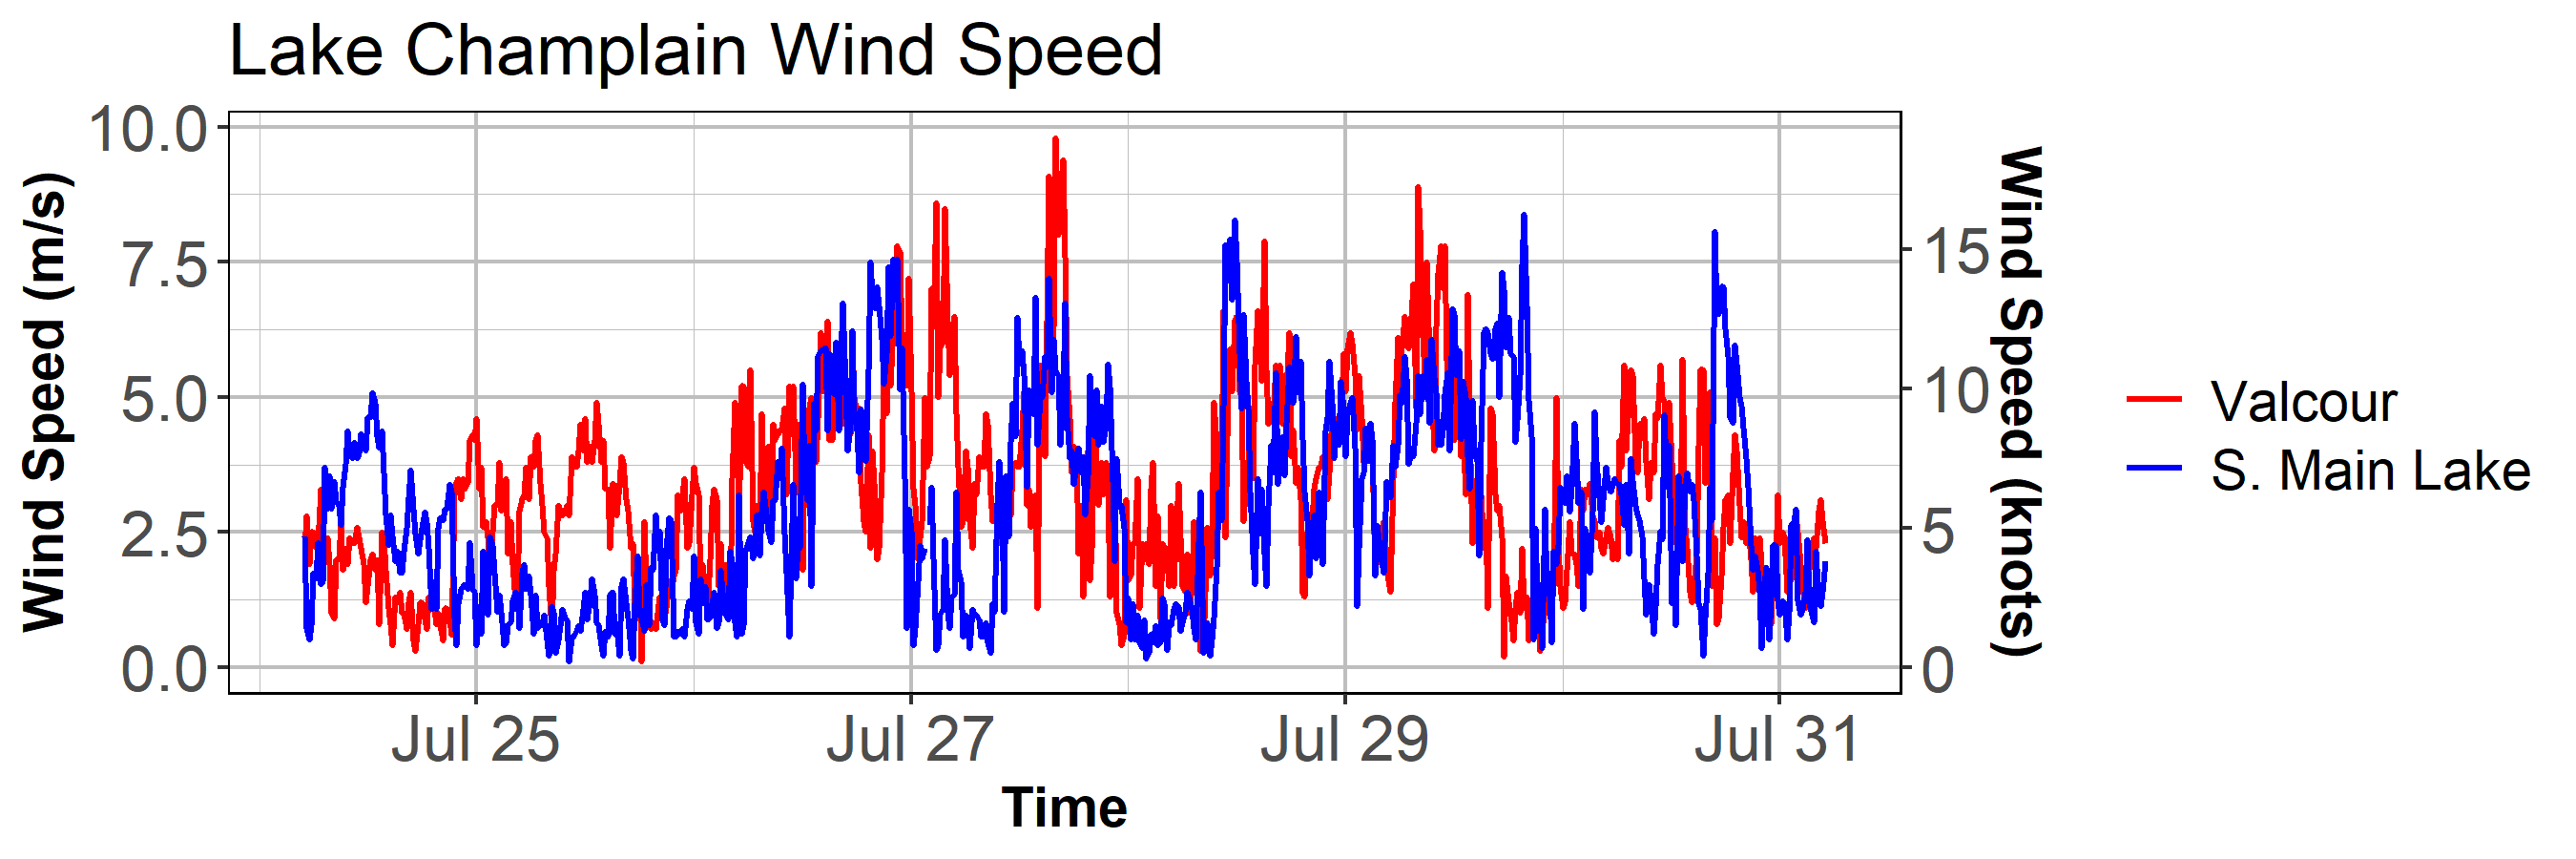 Lake Champlain Wind Speed
Wind Speed (m/s)
10.0
7.5
5.0
2.5
0.0
Jul 25
Jul 27
Jul 29
Jul 31
Time
15
10
5
0
Wind Speed (knots)
Valcour
S. Main Lake